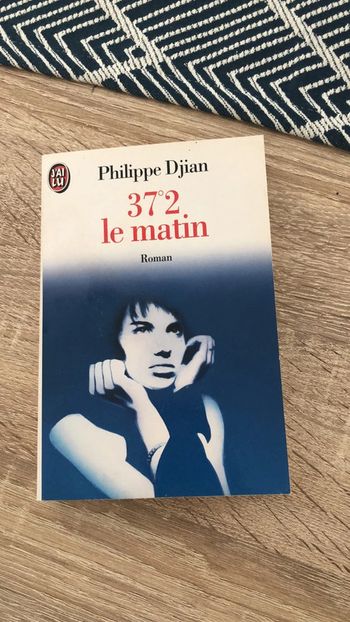 J'AI
LU
Philippe Djian
37°2
le matin
Roman